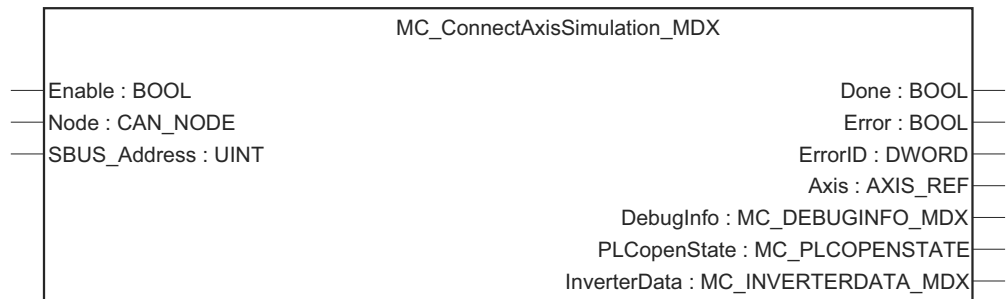 MC_ConnectAxisSimulation_MDX
Enable : BOOL
Done : BOOL
Node : CAN_NODE
Error : BOOL
SBUS_Address : UINT
ErrorID : DWORD
Axis : AXIS_REF
DebugInfo : MC_DEBUGINFO_MDX
PLCopenState : MC_PLCOPENSTATE
InverterData : MC_INVERTERDATA_MDX